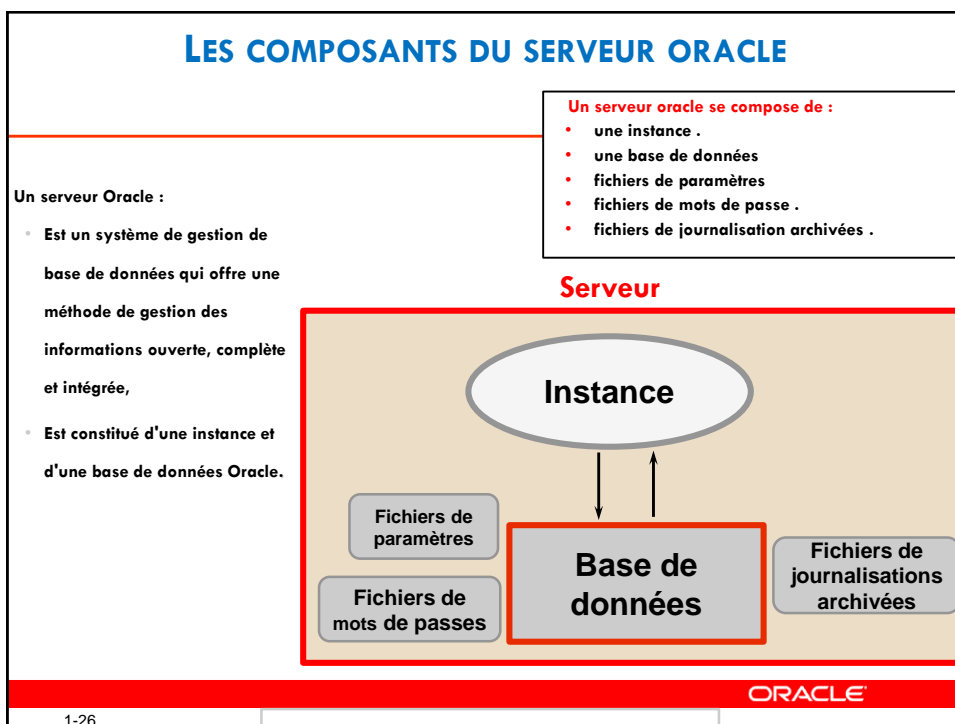 LES COMPOSANTS DU SERVEUR ORACLE
Un serveur oracle se compose de :
• une instance .
• une base de données
• fichiers de paramètres
• fichiers de mots de passe .
• fichiers de journalisation archivées .
Un serveur Oracle :
• Est un système de gestion de
base de données qui offre une
méthode de gestion des
informations ouverte, complète
et intégrée,
• Est constitué d'une instance et
d'une base de données Oracle.
Serveur
Instance
Fichiers de
paramètres
Fichiers de
mots de passes
Base de
données
Fichiers de
journalisations
archivées
ORACLE
1-26